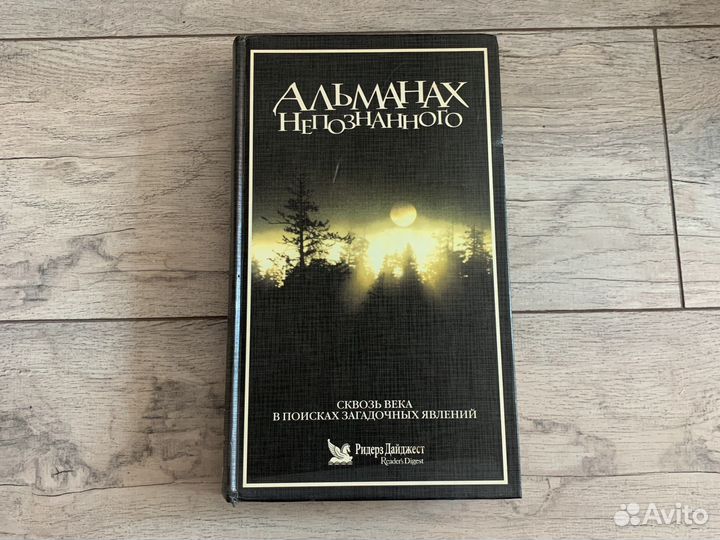 Альманах
Непознанного
СКВОЗЬ ВЕКА
В ПОИСКАХ ЗАГАДОЧНЫХ ЯВЛЕНИЙ
Ридерз Дайджест
Reader's Digest
Avito